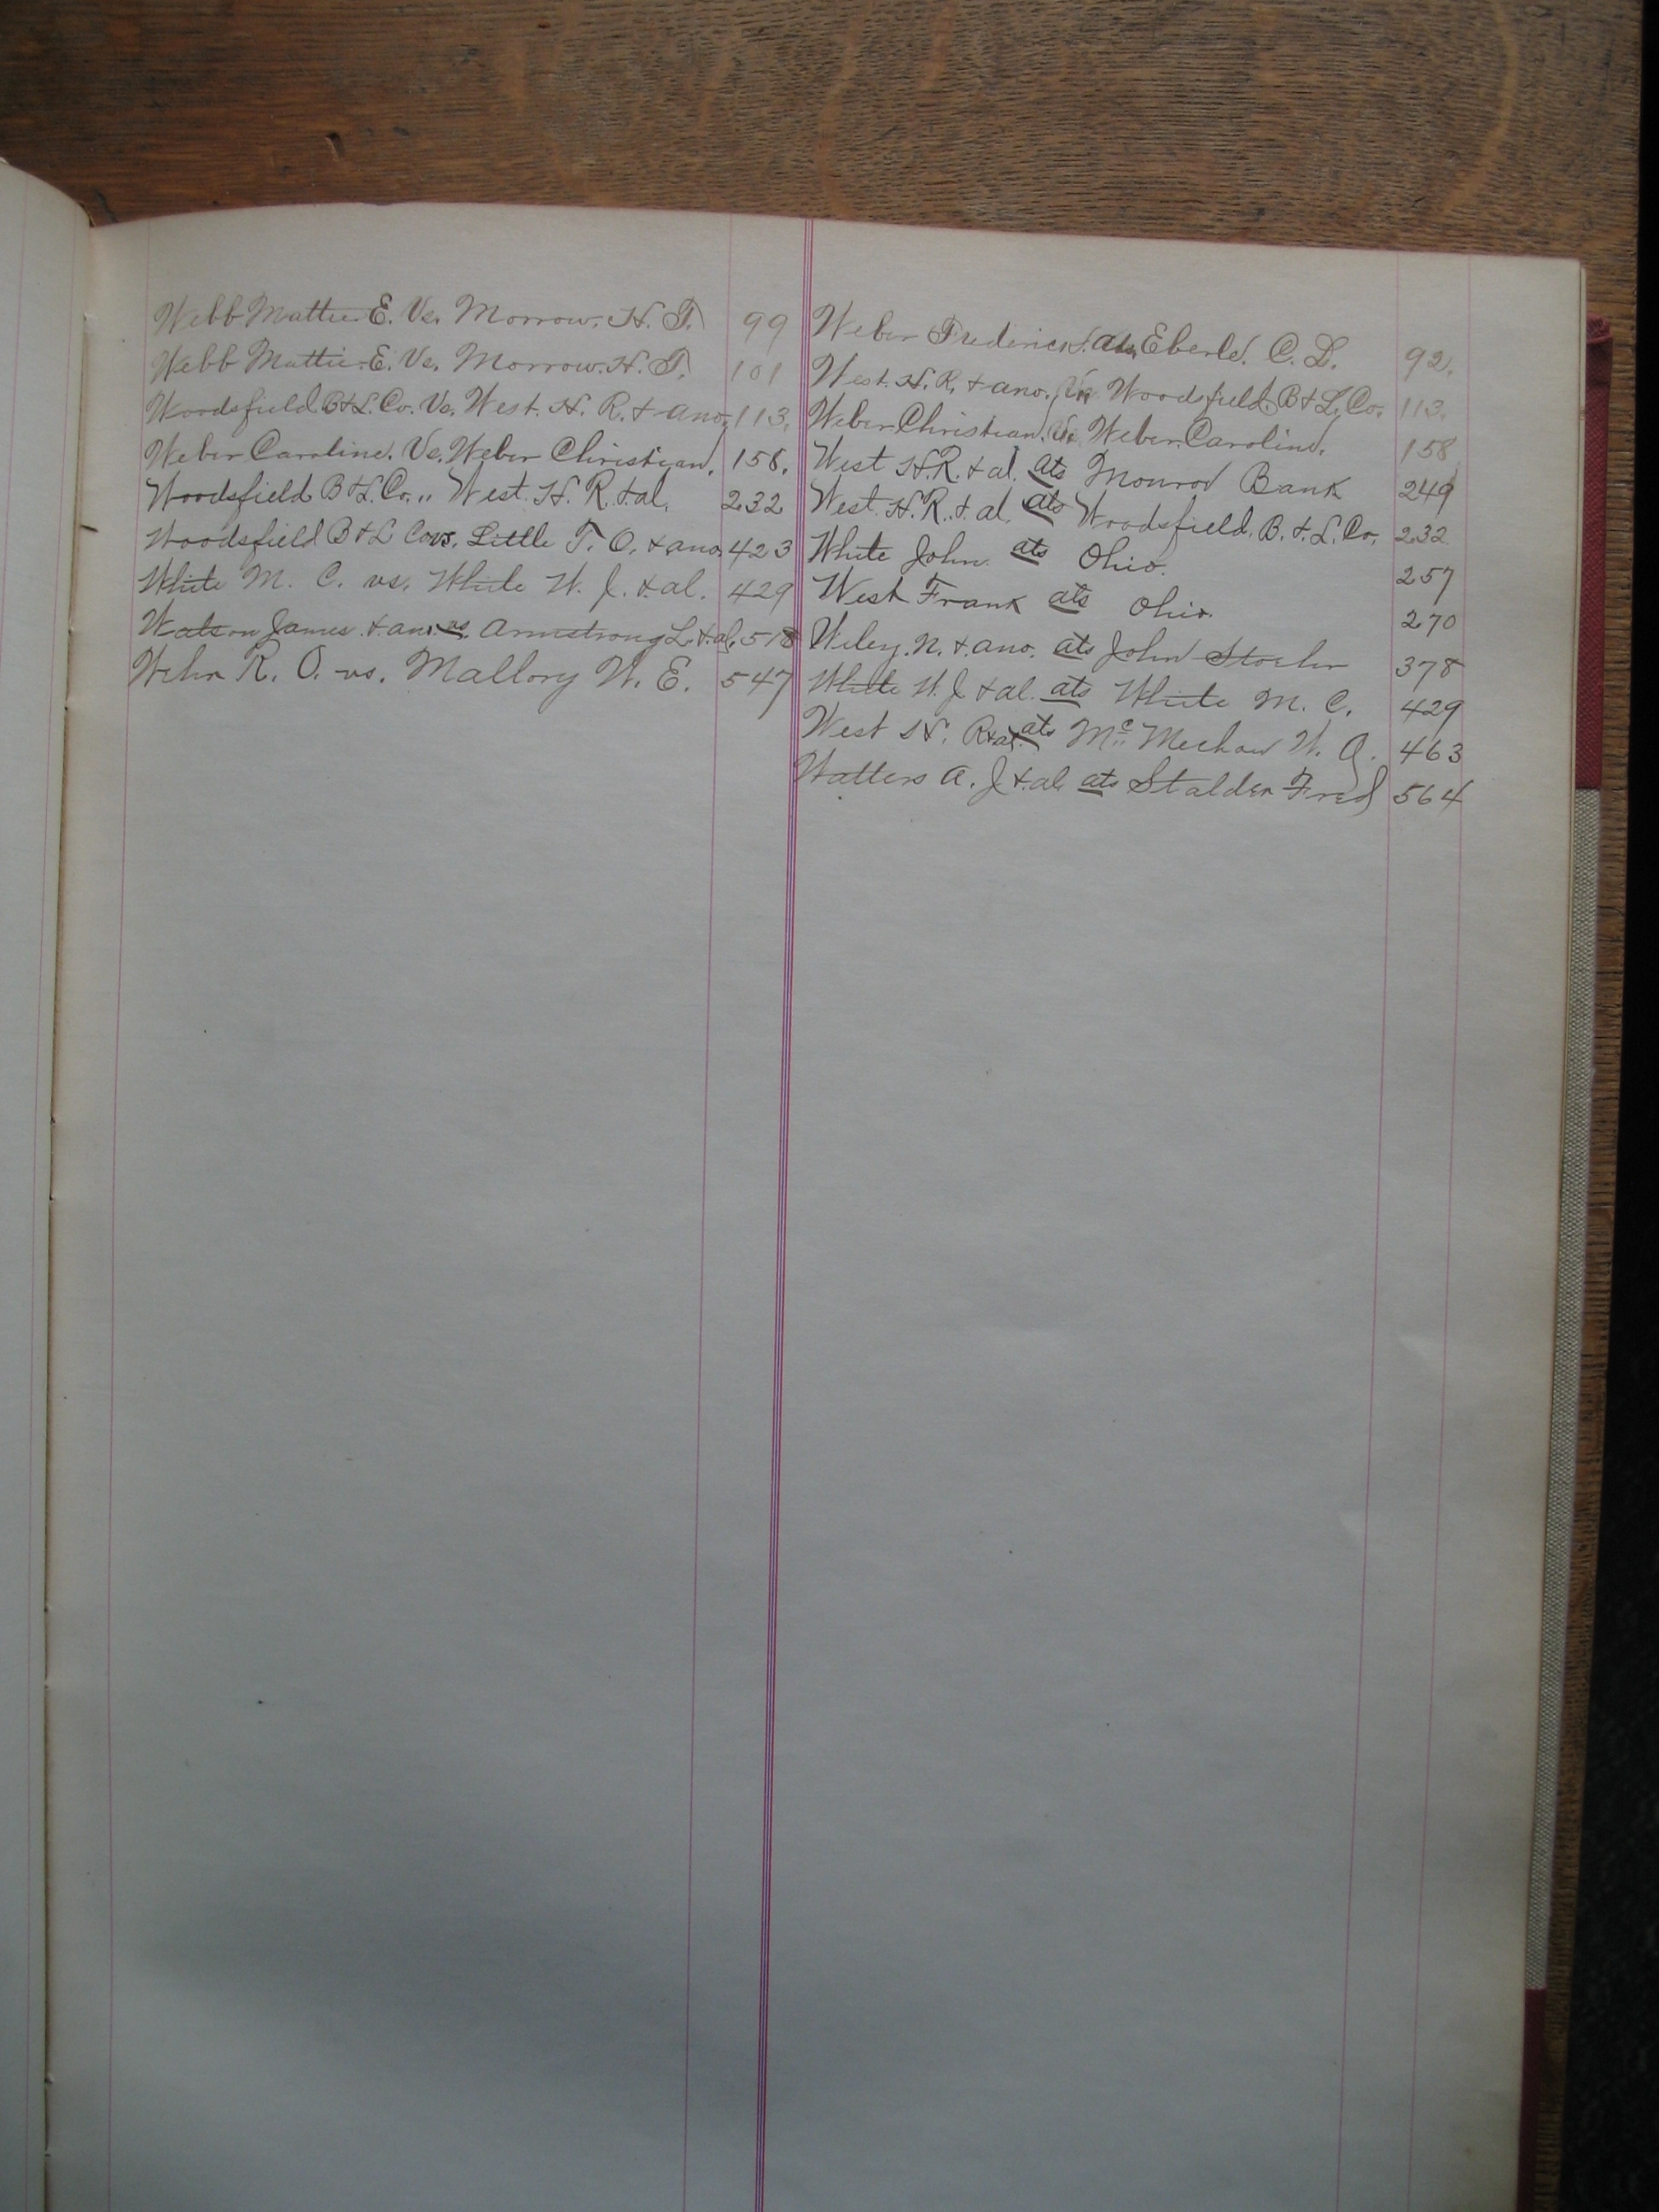 Webb Mattie E. Vs. Morrow. H. T. 99
Webb Mattie E. Vs. Morrow. H. T. 101
Woodsfield B&L. Co. Vs. West. H. R. & ano. 113.
Weber Caroline. Vs. Weber Christian. 158.
Woodsfield B&L. Co. " West. H. R. & al. 232
Woodsfield B&L Co vs. Little T. O. & ano. 423
White M. C. vs. White W. J. & al. 429
Watson James & ano. vs. Armstrong L. & al. 518
Wehr R. O. vs. Mallory W. E. 547
Weber Frederick. ats Eberle. C. L. 92.
West. H. R. & ano. Woodsfield. B&L. Co. 113.
Weber Christian. Vs Weber Caroline. 158
West H. R. & al. ats Monroe Bank 249
West. H. R. & al. ats Woodsfield. B. & L. Co. 232
White John. ats Ohio. 257
West Frank ats Ohio. 270
Wiley. N. & ano. ats John Stoehr 378
White W. J & al. ats White M. C. 429
West H. R & al. ats Mc 463
Watters A. J & al. ats Stalder Fred 564